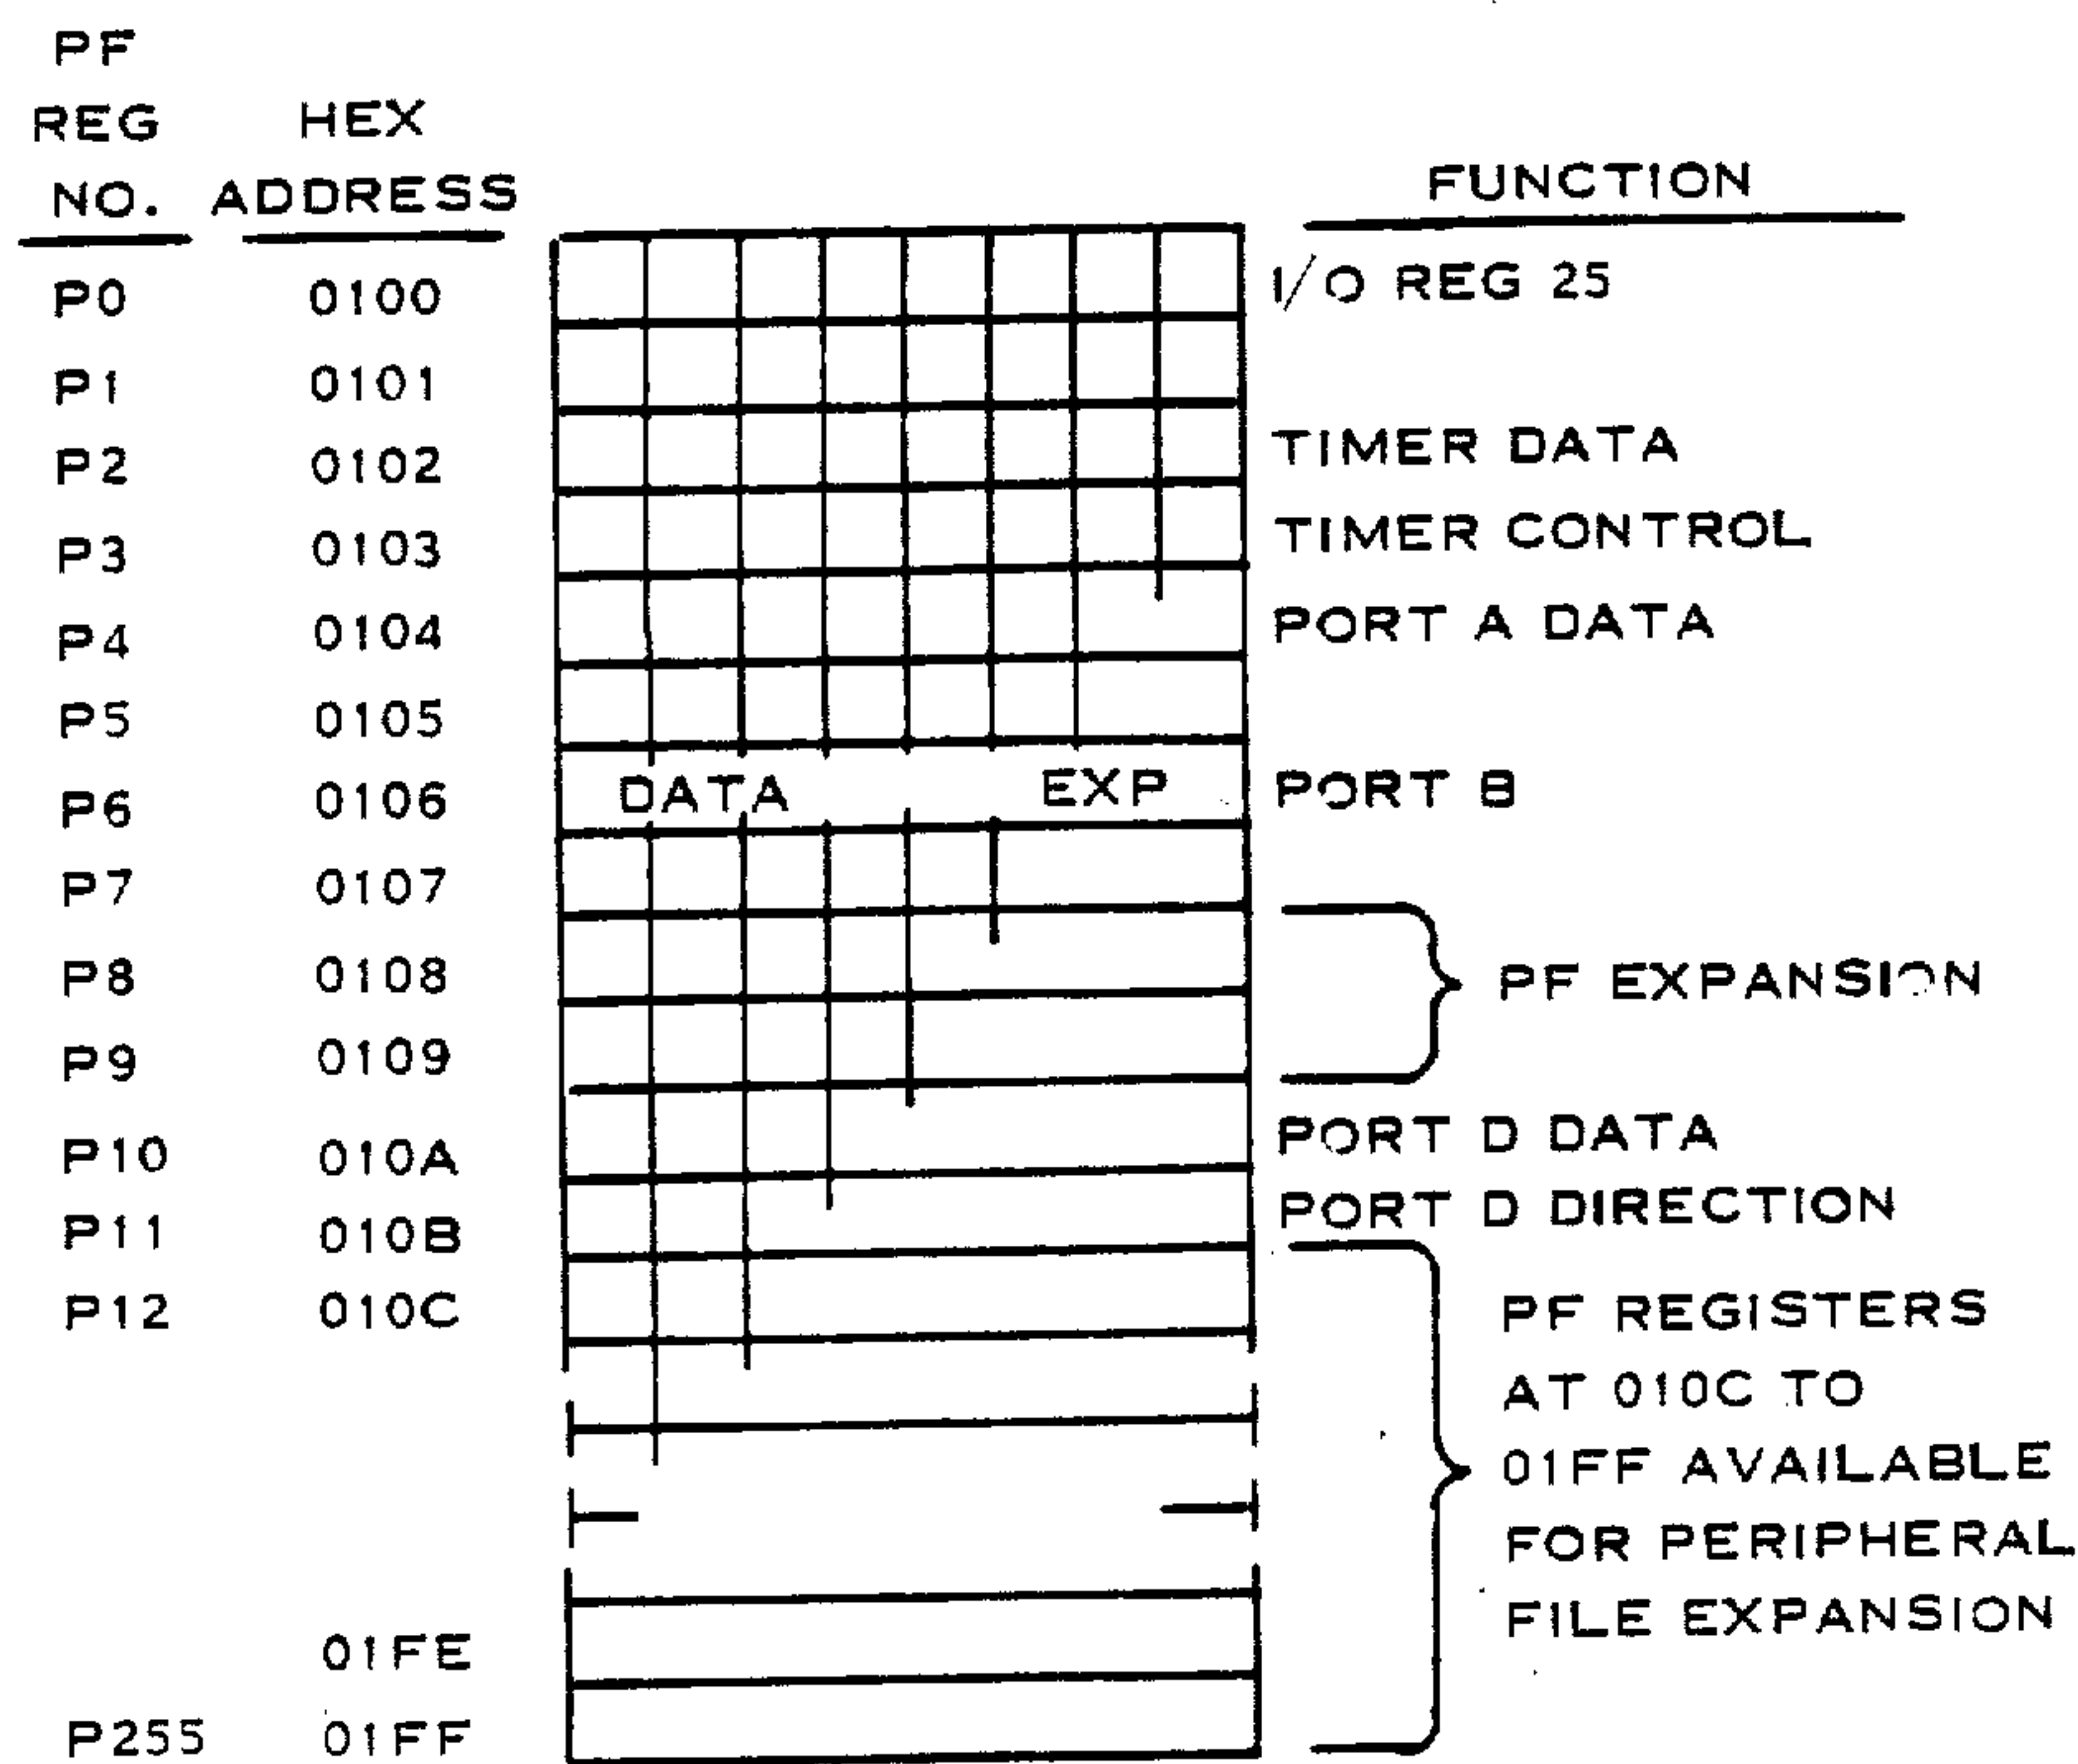 PF
REG HEX
NO. ADDRESS FUNCTION
P0 0100 I/O REG 25
P1 0101
P2 0102 TIMER DATA
P3 0103 TIMER CONTROL
P4 0104 PORT A DATA
P5 0105
P6 0106 DATA EXP PORT B
P7 0107
P8 0108 PF EXPANSION
P9 0109
P10 010A PORT D DATA
P11 010B PORT D DIRECTION
P12 010C PF REGISTERS
AT 010C TO
01FF AVAILABLE
FOR PERIPHERAL
FILE EXPANSION
01FE
P255 01FF